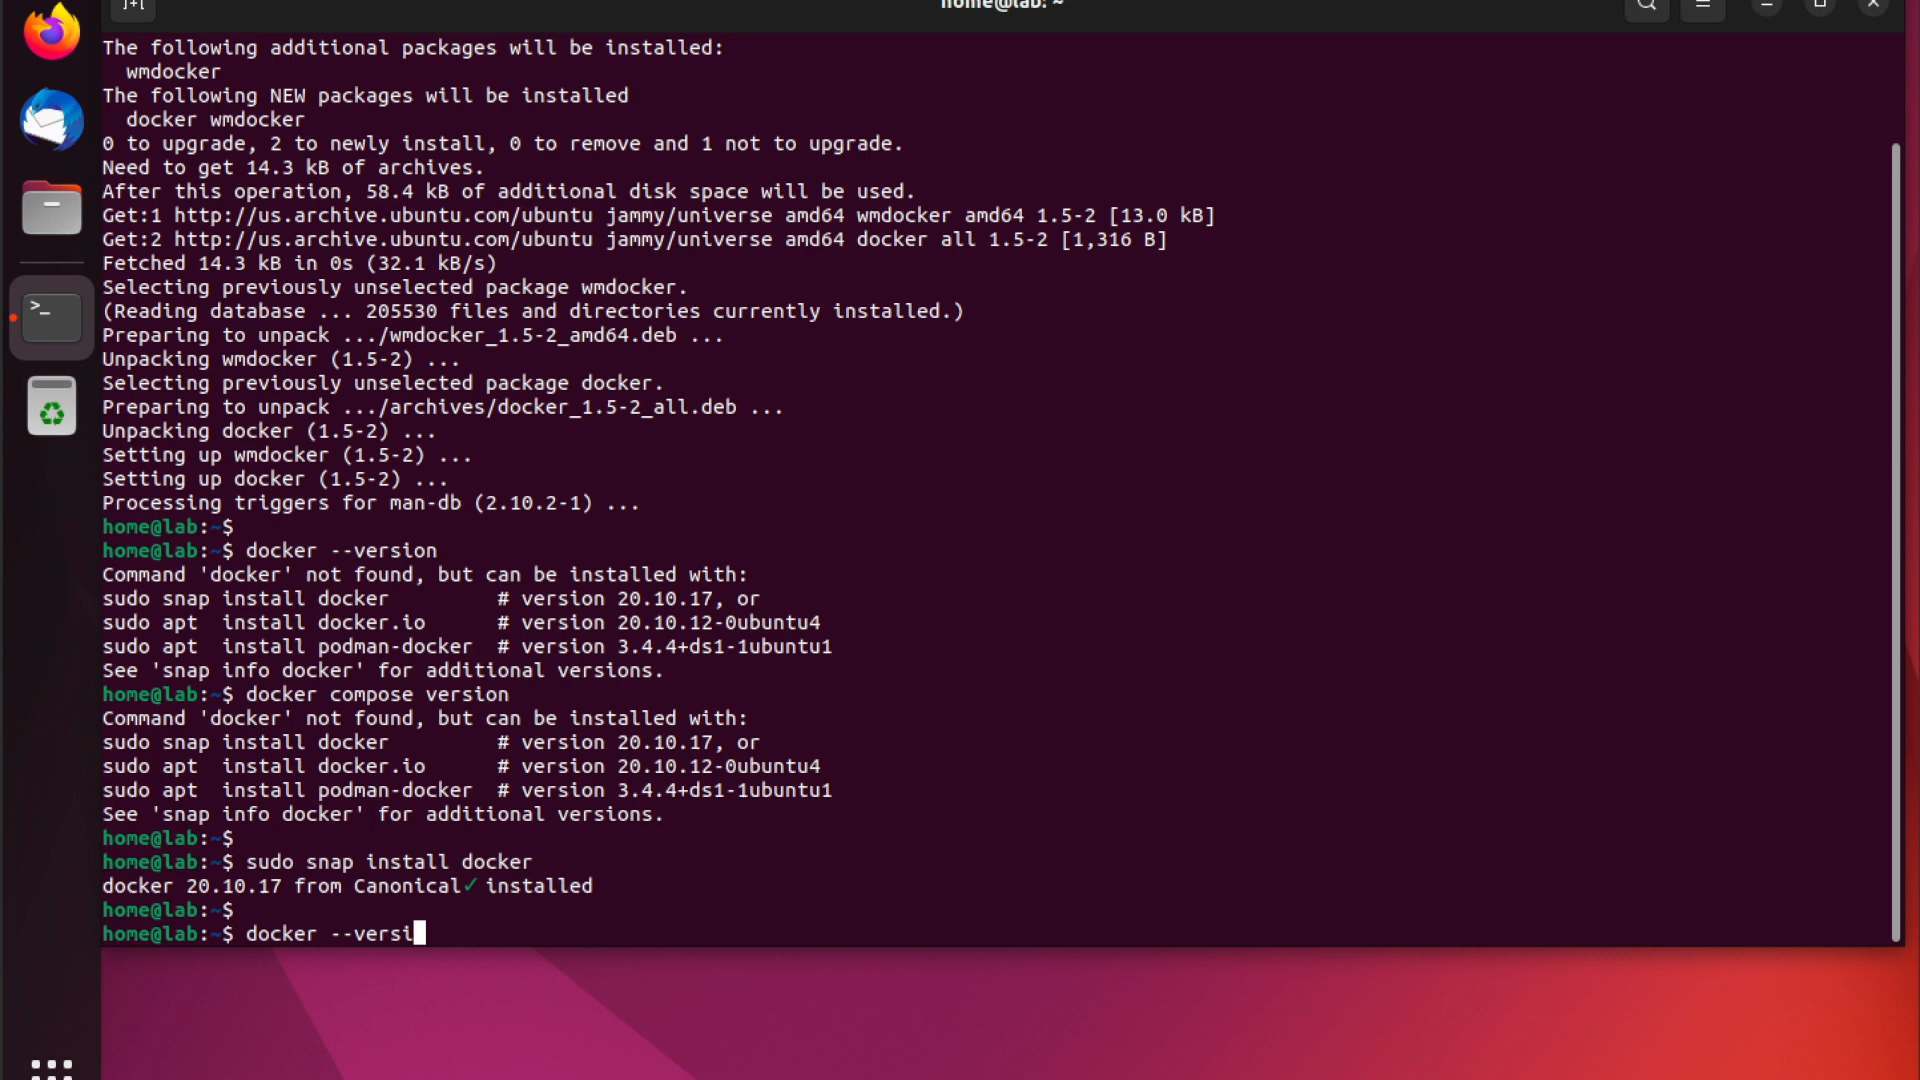 home@lab: ~
The following additional packages will be installed:
  wmdocker
The following NEW packages will be installed
  docker wmdocker
0 to upgrade, 2 to newly install, 0 to remove and 1 not to upgrade.
Need to get 14.3 kB of archives.
After this operation, 58.4 kB of additional disk space will be used.
Get:1 http://us.archive.ubuntu.com/ubuntu jammy/universe amd64 wmdocker amd64 1.5-2 [13.0 kB]
Get:2 http://us.archive.ubuntu.com/ubuntu jammy/universe amd64 docker all 1.5-2 [1,316 B]
Fetched 14.3 kB in 0s (32.1 kB/s)
Selecting previously unselected package wmdocker.
(Reading database ... 205530 files and directories currently installed.)
Preparing to unpack .../wmdocker_1.5-2_amd64.deb ...
Unpacking wmdocker (1.5-2) ...
Selecting previously unselected package docker.
Preparing to unpack .../archives/docker_1.5-2_all.deb ...
Unpacking docker (1.5-2) ...
Setting up wmdocker (1.5-2) ...
Setting up docker (1.5-2) ...
Processing triggers for man-db (2.10.2-1) ...
home@lab:~$
home@lab:~$ docker --version
Command 'docker' not found, but can be installed with:
sudo snap install docker         # version 20.10.17, or
sudo apt  install docker.io      # version 20.10.12-0ubuntu4
sudo apt  install podman-docker  # version 3.4.4+ds1-1ubuntu1
See 'snap info docker' for additional versions.
home@lab:~$ docker compose version
Command 'docker' not found, but can be installed with:
sudo snap install docker         # version 20.10.17, or
sudo apt  install docker.io      # version 20.10.12-0ubuntu4
sudo apt  install podman-docker  # version 3.4.4+ds1-1ubuntu1
See 'snap info docker' for additional versions.
home@lab:~$
home@lab:~$ sudo snap install docker
docker 20.10.17 from Canonical✓ installed
home@lab:~$
home@lab:~$ docker --versi